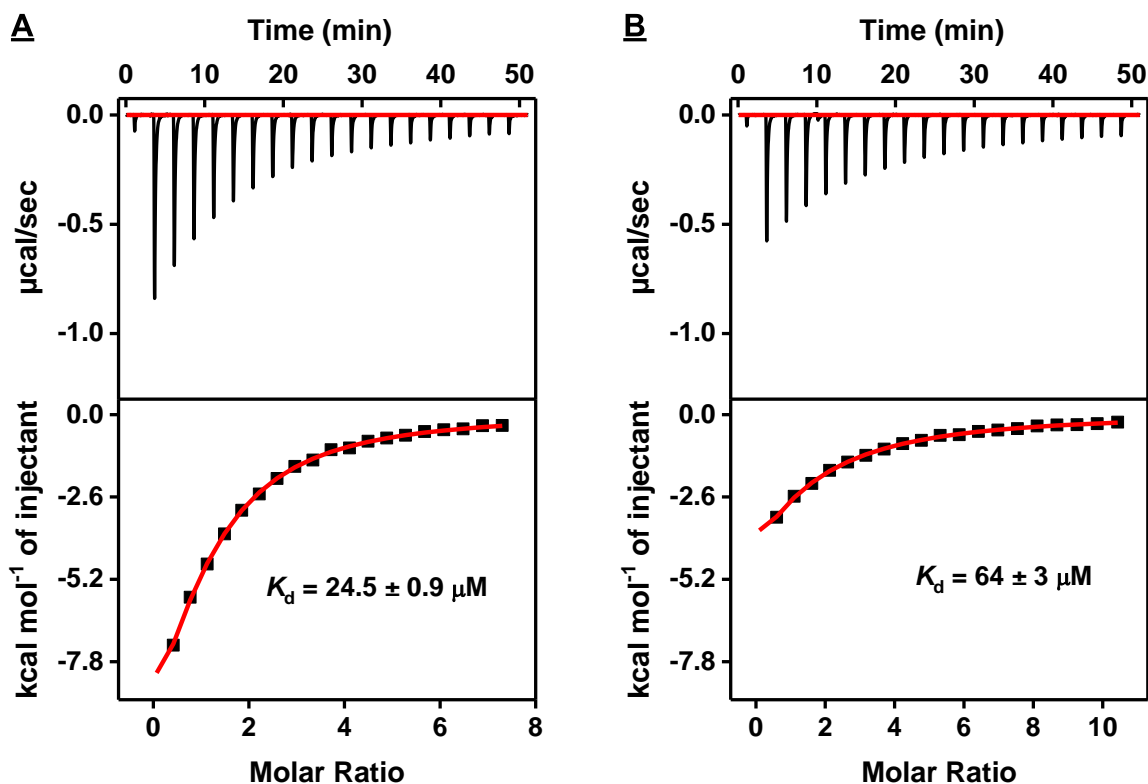 A
Time (min)
0 10 20 30 40 50
0.0
-0.5
-1.0
µcal/sec
0.0
-2.6
-5.2
-7.8
kcal mol⁻¹ of injectant
K_d = 24.5 ± 0.9 µM
0 2 4 6 8
Molar Ratio
B
Time (min)
0 10 20 30 40 50
0.0
-0.5
-1.0
µcal/sec
0.0
-2.6
-5.2
-7.8
kcal mol⁻¹ of injectant
K_d = 64 ± 3 µM
0 2 4 6 8 10
Molar Ratio